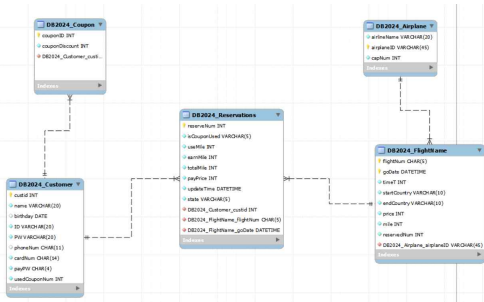 DB2024_Coupon
couponID INT
couponDiscount INT
DB2024_Customer_custi...
Indexes
DB2024_Airplane
airlineName VARCHAR(20)
airplaneID VARCHAR(45)
capNum INT
Indexes
DB2024_Reservations
reserveNum INT
isCouponUsed VARCHAR(5)
useMile INT
earnMile INT
totalMile INT
payPrice INT
updateTime DATETIME
state VARCHAR(5)
DB2024_Customer_custid INT
DB2024_FlightName_flightNum CHAR(5)
DB2024_FlightName_goDate DATETIME
Indexes
DB2024_FlightName
flightNum CHAR(5)
goDate DATETIME
timeT INT
startCountry VARCHAR(10)
endCountry VARCHAR(10)
price INT
mile INT
reservedNum INT
DB2024_Airplane_airplaneID VARCHAR(45)
Indexes
DB2024_Customer
custid INT
name VARCHAR(20)
birthday DATE
ID VARCHAR(20)
PW VARCHAR(20)
phoneNum CHAR(11)
cardNum CHAR(14)
payPW CHAR(4)
usedCouponNum INT
Indexes